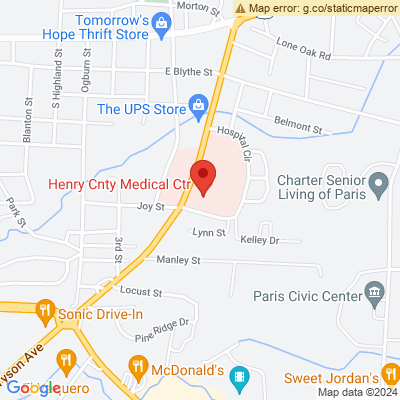 Map error: g.co/staticmaperror
Morton St
Tomorrow's
Hope Thrift Store
Lone Oak Rd
S Highland St
Ogburn St
Blanton St
E Blythe St
The UPS Store
Belmont St
Hospital Cir
Henry Cnty Medical Ctr
Charter Senior
Living of Paris
Park St
Joy St
3rd St
Lynn St
Kelley Dr
Manley St
Locust St
Paris Civic Center
Sonic Drive-In
Pine Ridge Dr
McDonald's
Sweet Jordan's
Google
Map data ©2024